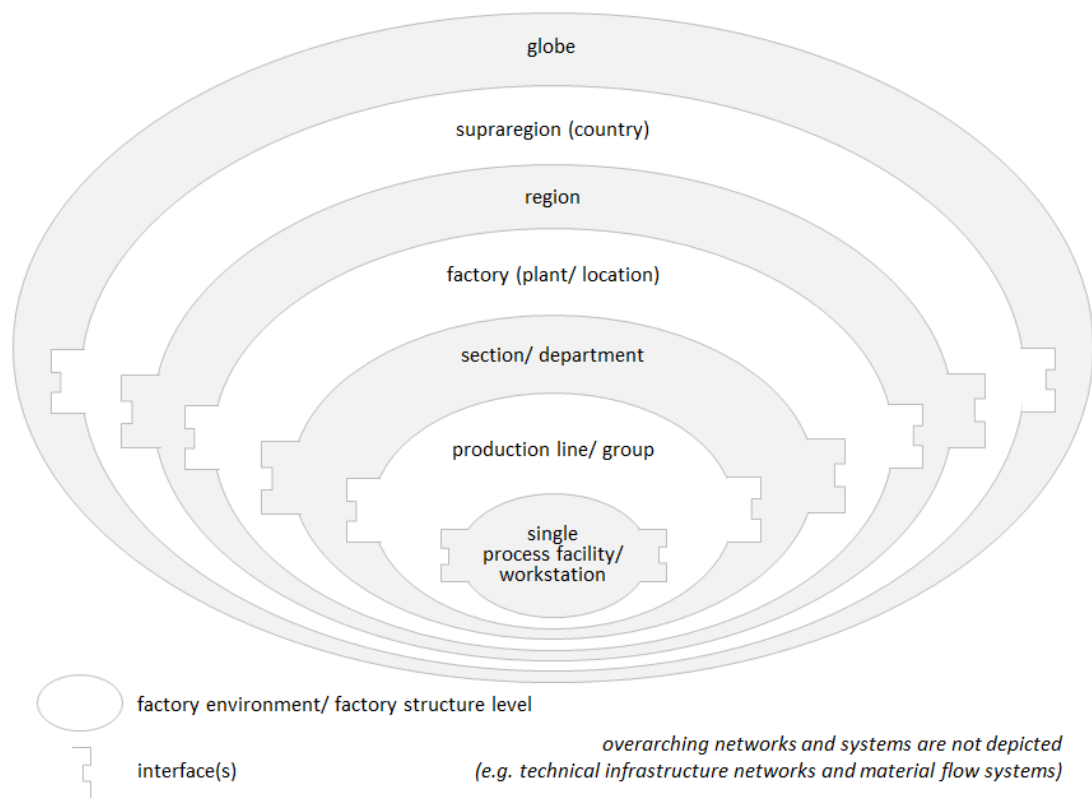 globe
supraregion (country)
region
factory (plant/ location)
section/ department
production line/ group
single
process facility/
workstation
factory environment/ factory structure level
interface(s)
overarching networks and systems are not depicted
(e.g. technical infrastructure networks and material flow systems)